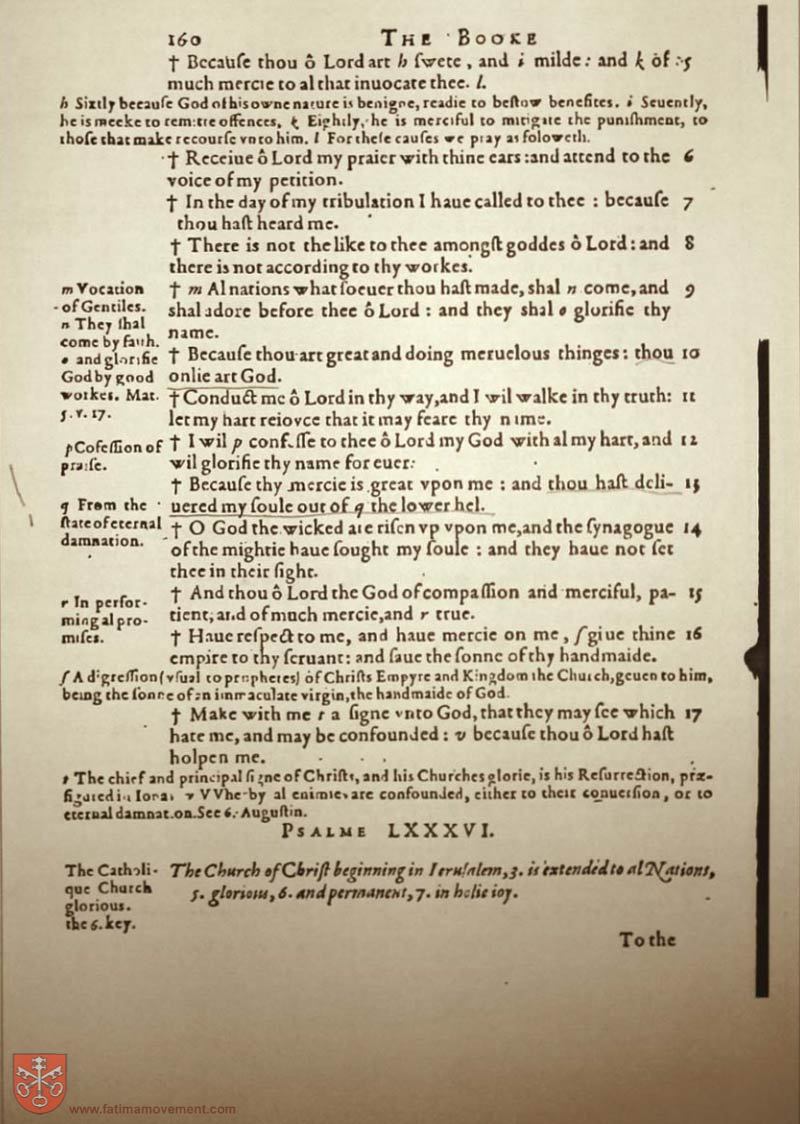 160 THE BOOKE
† Becauſe thou ô Lord art h ſwete, and i milde: and k of 5
much mercie to al that inuocate thee. l.
h Sixtly becauſe God of his owne nature is benigne, readie to beſtow benefites. i Seuently,
he is meeke to remitte offences. k Eightly, he is merciful to mitigate the puniſhment, to
thoſe that make recourſe vnto him. l For theſe cauſes we pray as foloweth.
† Receiue ô Lord my praier with thine ears: and attend to the 6
voice of my petition.
† In the day of my tribulation I haue called to thee: becauſe 7
thou haſt heard me.
† There is not the like to thee amongſt goddes ô Lord: and 8
there is not according to thy workes.
m Vocation
of Gentiles.
n They ſhal
come by faith.
o and glorifie
God by good
workes. Mat.
5. v. 17.
† m Al nations whatſoeuer thou haſt made, shal n come, and 9
shal adore before thee ô Lord: and they shal o glorifie thy
name.
† Becauſe thou art great and doing meruelous thinges: thou 10
onlie art God.
† Conduct me ô Lord in thy way, and I wil walke in thy truth: 11
let my hart reioyce that it may feare thy name.
p Cofeſſion of
praiſe.
† I wil p confeſſe to thee ô Lord my God with al my hart, and 12
wil glorifie thy name for euer:
† Becauſe thy mercie is great vpon me: and thou haſt deli- 13
uered my ſoule out of q the lower hel.
q From the
ſtate of eternal
damnation.
† O God the wicked are riſen vp vpon me, and the ſynagogue 14
of the mightie haue ſought my ſoule: and they haue not ſet
thee in their ſight.
r In perfor-
ming al pro-
miſes.
† And thou ô Lord the God of compaſſion and merciful, pa- 15
tient, and of much mercie, and r true.
† Haue reſpect to me, and haue mercie on me, ſ giue thine 16
empire to thy ſeruant: and ſaue the ſonne of thy handmaide.
ſ A digreſſion (vſual to propheres) of Chriſts Empyre and Kingdom the Church, geuen to him,
being the ſonne of an immaculate virgin, the handmaide of God.
† Make with me t a ſigne vnto God, that they may ſee which 17
hate me, and may be confounded: v becauſe thou ô Lord haſt
holpen me.
t The chief and principal ſigne of Chriſts, and his Churches glorie, is his Reſurrection, præ-
figured in Ionas v VVherby al enimies are confounded, either to their conuerſion, or to
eternal damnation. See S. Auguſtin.
PSALME LXXXVI.
The Catholi-
que Church
glorious.
the 6. key.
The Church of Chriſt beginning in Ieruſalem, 3. is extended to al Nations,
5. glorious, 6. and permanent, 7. in holie ioy.
To the
www.fatimamovement.com